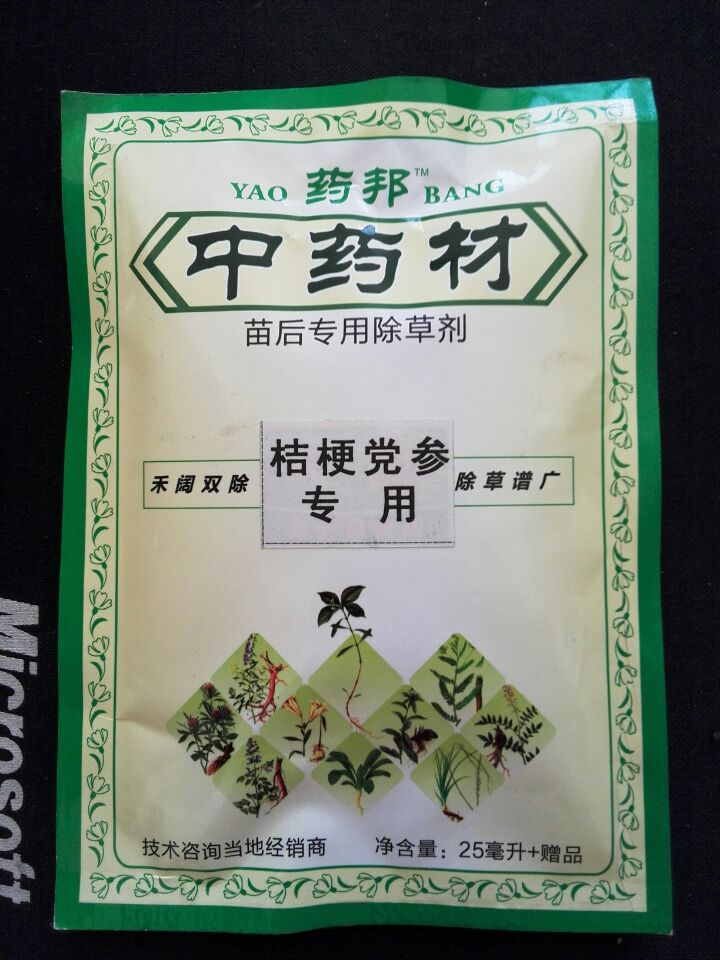 YAO 药邦™ BANG
中药材
苗后专用除草剂
禾阔双除
桔梗党参
专用
除草谱广
技术咨询当地经销商 净含量：25毫升+赠品
Microsoft